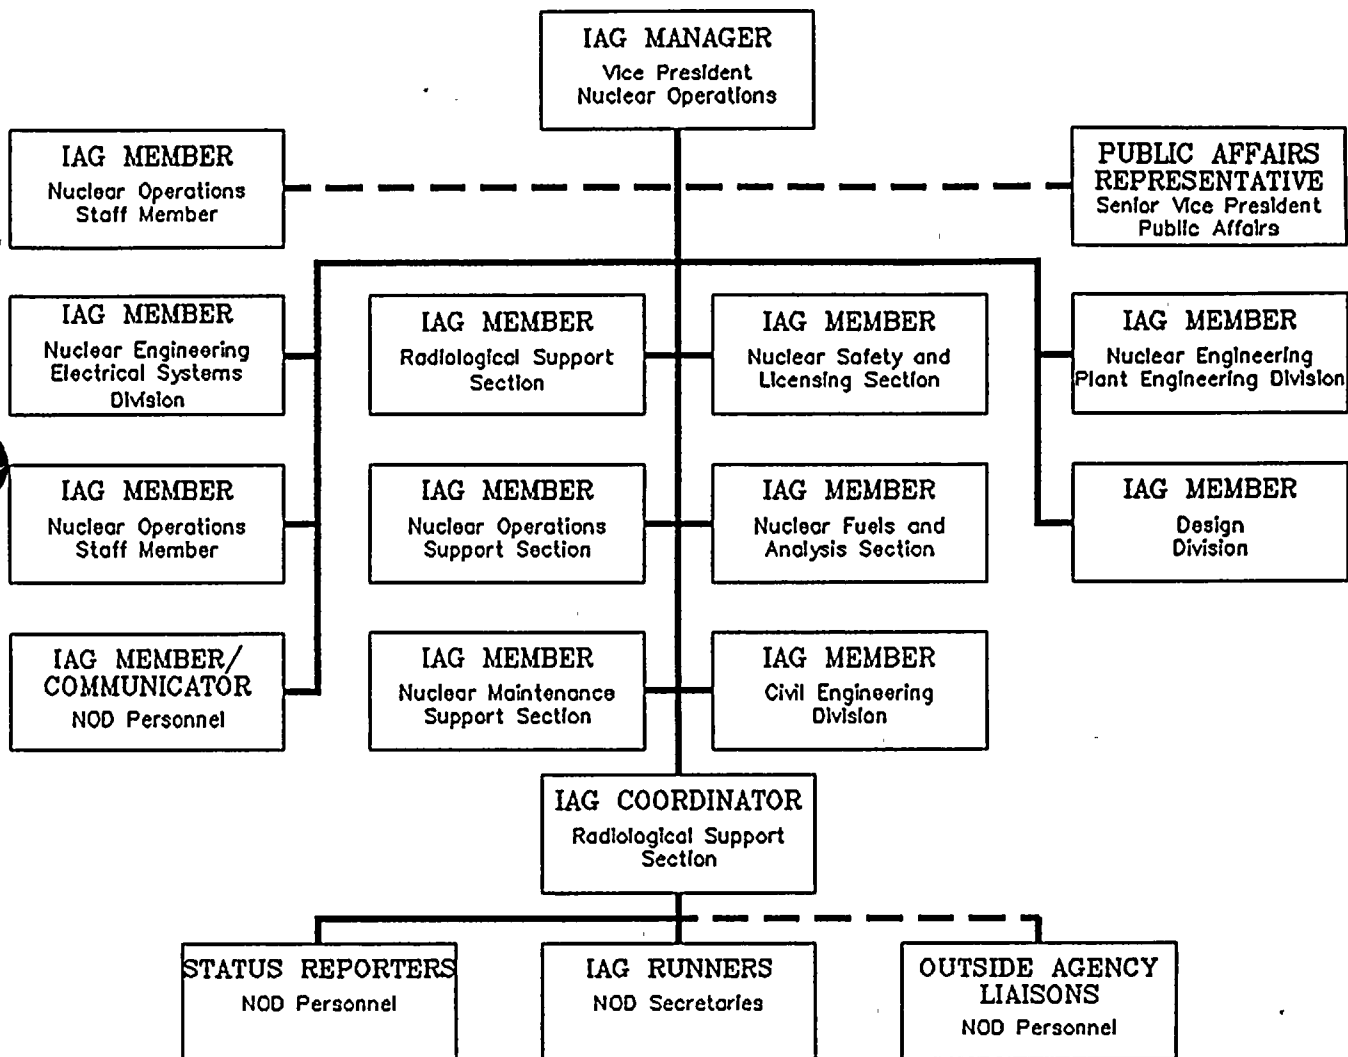 IAG MANAGER
Vice President
Nuclear Operations
IAG MEMBER
Nuclear Operations
Staff Member
PUBLIC AFFAIRS
REPRESENTATIVE
Senior Vice President
Public Affairs
IAG MEMBER
Nuclear Engineering
Electrical Systems
Division
IAG MEMBER
Radiological Support
Section
IAG MEMBER
Nuclear Safety and
Licensing Section
IAG MEMBER
Nuclear Engineering
Plant Engineering Division
IAG MEMBER
Nuclear Operations
Staff Member
IAG MEMBER
Nuclear Operations
Support Section
IAG MEMBER
Nuclear Fuels and
Analysis Section
IAG MEMBER
Design
Division
IAG MEMBER/
COMMUNICATOR
NOD Personnel
IAG MEMBER
Nuclear Maintenance
Support Section
IAG MEMBER
Civil Engineering
Division
IAG COORDINATOR
Radiological Support
Section
STATUS REPORTERS
NOD Personnel
IAG RUNNERS
NOD Secretaries
OUTSIDE AGENCY
LIAISONS
NOD Personnel